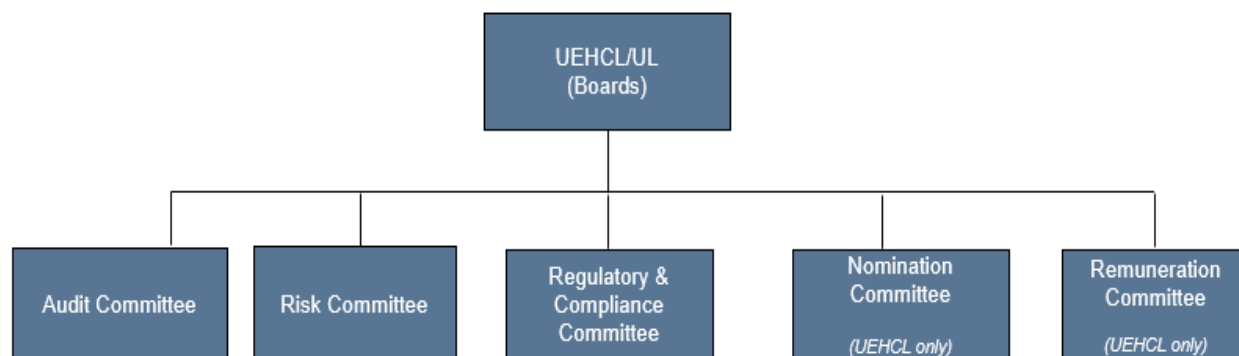 UEHCL/UL
(Boards)
Audit Committee
Risk Committee
Regulatory &
Compliance
Committee
Nomination
Committee
(UEHCL only)
Remuneration
Committee
(UEHCL only)